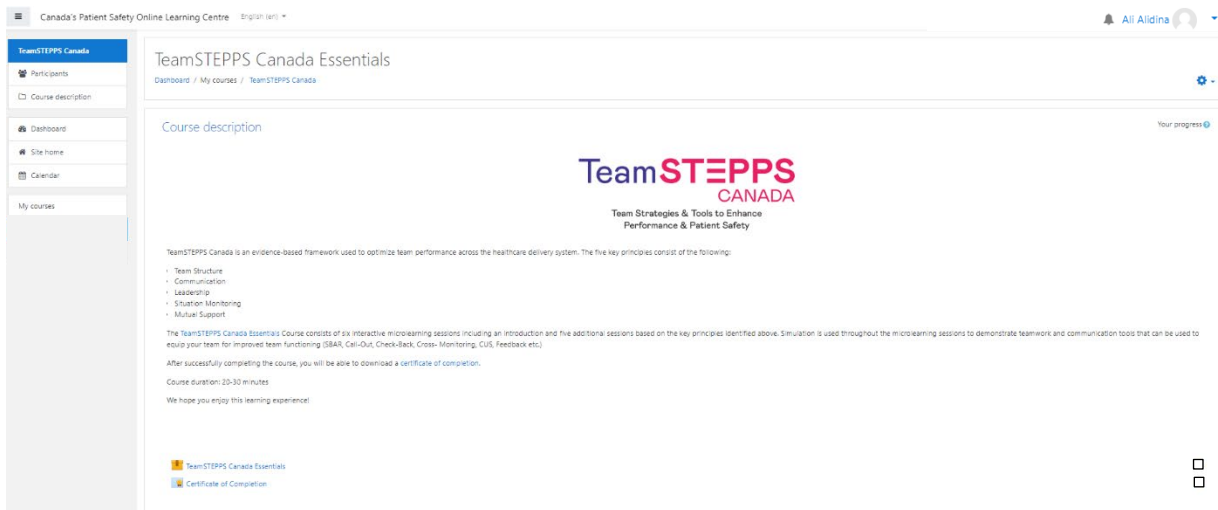 Canada's Patient Safety Online Learning Centre English (en)
Ali Alidina
TeamSTEPPS Canada
Participants
Course description
Dashboard
Site home
Calendar
My courses
TeamSTEPPS Canada Essentials
Dashboard / My courses / TeamSTEPPS Canada
Course description
Your progress
TeamSTEPPS
CANADA
Team Strategies & Tools to Enhance
Performance & Patient Safety
TeamSTEPPS Canada is an evidence-based framework used to optimize team performance across the healthcare delivery system. The five key principles consist of the following:
Team Structure
Communication
Leadership
Situation Monitoring
Mutual Support
The TeamSTEPPS Canada Essentials Course consists of six interactive microlearning sessions including an introduction and five additional sessions based on the key principles identified above. Simulation is used throughout the microlearning sessions to demonstrate teamwork and communication tools that can be used to
equip your team for improved team functioning (SBAR, Call-Out, Check-Back, Cross- Monitoring, CUS, Feedback etc.)
After successfully completing the course, you will be able to download a certificate of completion.
Course duration: 20-30 minutes
We hope you enjoy this learning experience!
TeamSTEPPS Canada Essentials
Certificate of Completion